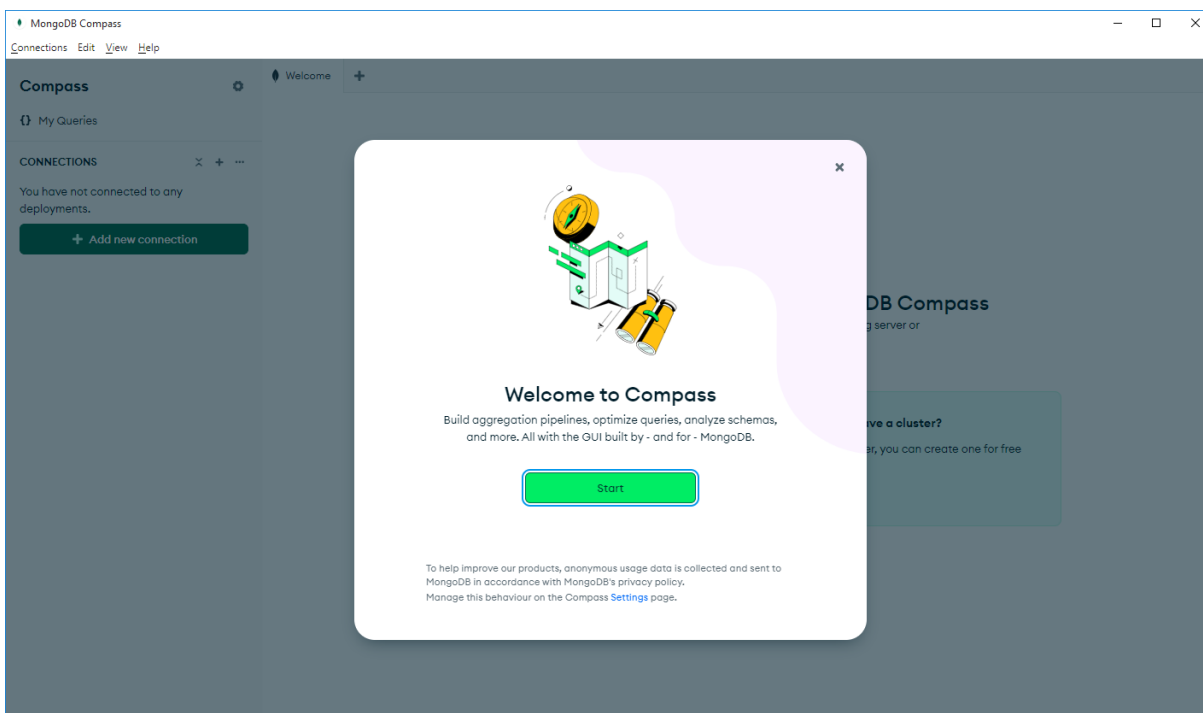 MongoDB Compass
Connections Edit View Help
Compass
Welcome
{} My Queries
CONNECTIONS
You have not connected to any
deployments.
+ Add new connection
DB Compass
server or
Welcome to Compass
Build aggregation pipelines, optimize queries, analyze schemas,
and more. All with the GUI built by - and for - MongoDB.
Start
a cluster?
you can create one for free
To help improve our products, anonymous usage data is collected and sent to
MongoDB in accordance with MongoDB's privacy policy.
Manage this behaviour on the Compass Settings page.